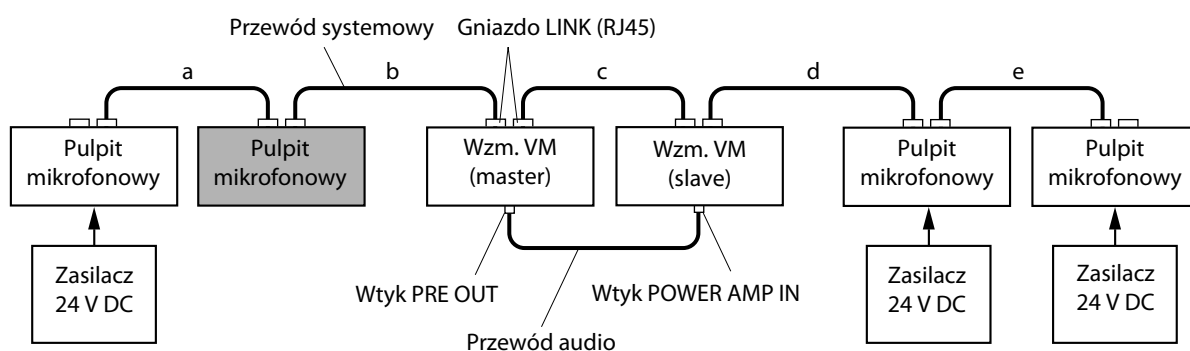 Przewód systemowy
Gniazdo LINK (RJ45)
a
b
c
d
e
Pulpit
mikrofonowy
Pulpit
mikrofonowy
Wzm. VM
(master)
Wzm. VM
(slave)
Pulpit
mikrofonowy
Pulpit
mikrofonowy
Zasilacz
24 V DC
Wtyk PRE OUT
Wtyk POWER AMP IN
Zasilacz
24 V DC
Zasilacz
24 V DC
Przewód audio